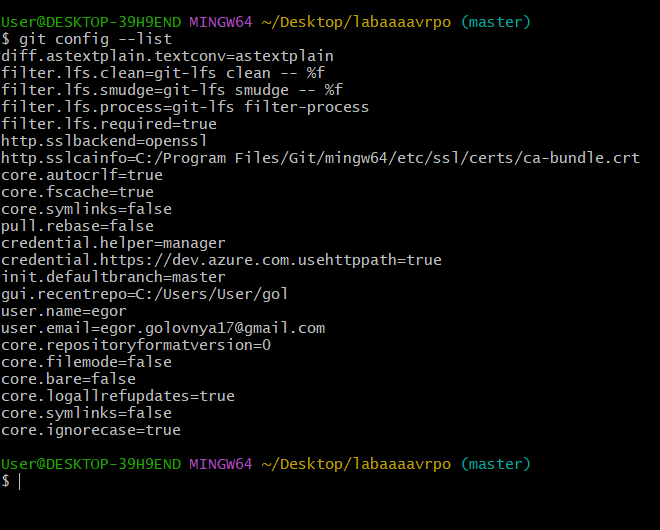 User@DESKTOP-39H9END MINGW64 ~/Desktop/labaaaavrpo (master)
$ git config --list
diff.astextplain.textconv=astextplain
filter.lfs.clean=git-lfs clean -- %f
filter.lfs.smudge=git-lfs smudge -- %f
filter.lfs.process=git-lfs filter-process
filter.lfs.required=true
http.sslbackend=openssl
http.sslcainfo=C:/Program Files/Git/mingw64/etc/ssl/certs/ca-bundle.crt
core.autocrlf=true
core.fscache=true
core.symlinks=false
pull.rebase=false
credential.helper=manager
credential.https://dev.azure.com.usehttppath=true
init.defaultbranch=master
gui.recentrepo=C:/Users/User/gol
user.name=egor
user.email=egor.golovnya17@gmail.com
core.repositoryformatversion=0
core.filemode=false
core.bare=false
core.logallrefupdates=true
core.symlinks=false
core.ignorecase=true
User@DESKTOP-39H9END MINGW64 ~/Desktop/labaaaavrpo (master)
$